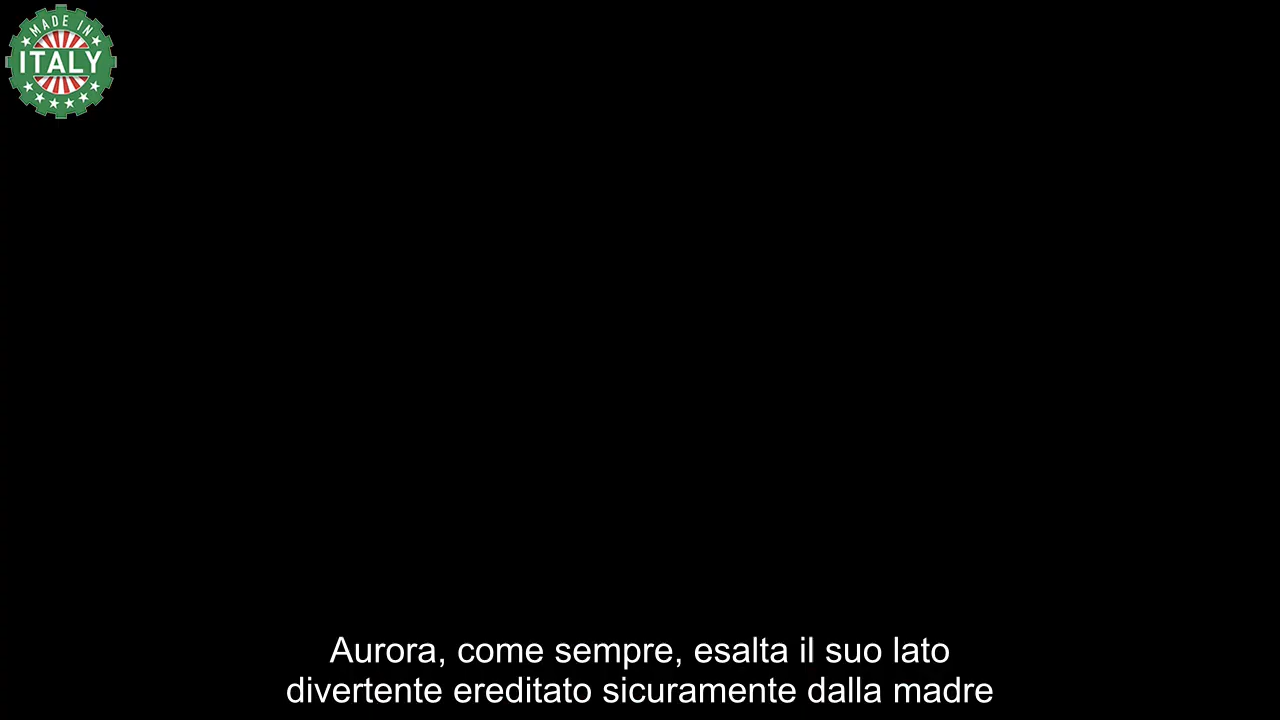 MADE IN
ITALY
Aurora, come sempre, esalta il suo lato
divertente ereditato sicuramente dalla madre